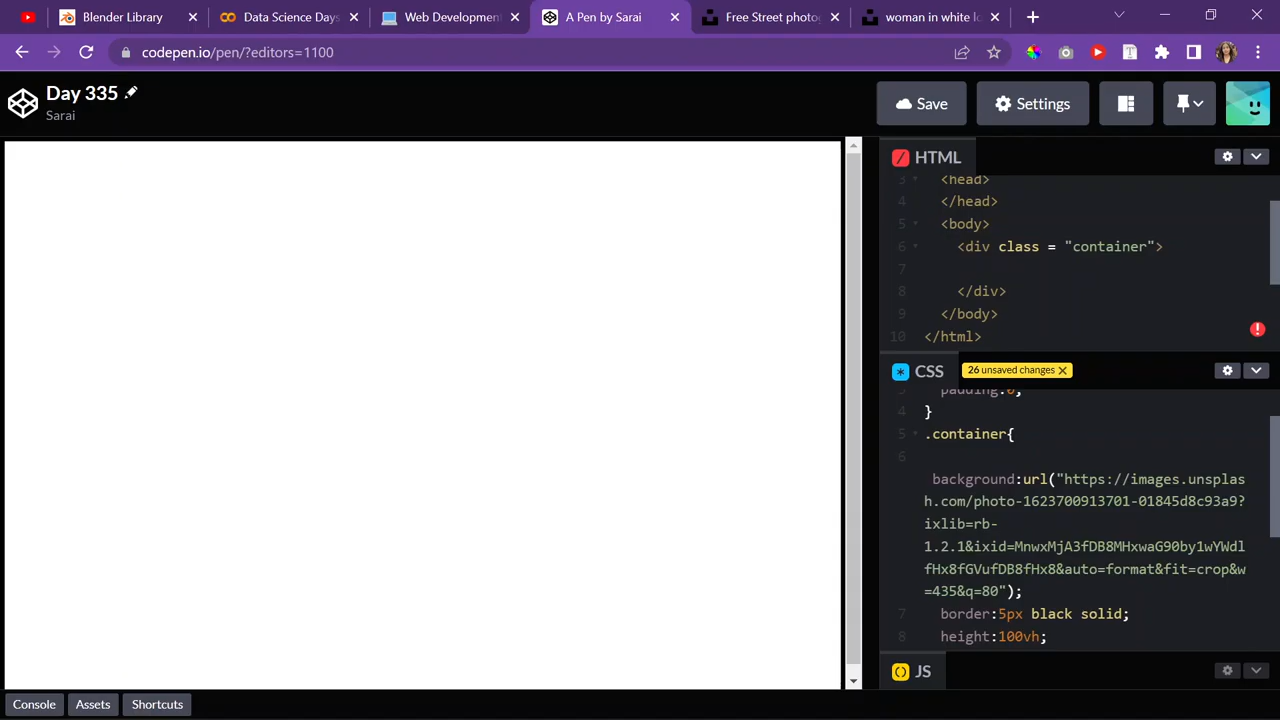 Blender Library
Data Science Days
Web Development
A Pen by Sarai
Free Street photo
woman in white lo
codepen.io/pen/?editors=1100
Day 335
Sarai
Save
Settings
HTML
3 <head>
4 </head>
5 <body>
6 <div class = "container">
7
8 </div>
9 </body>
10 </html>
CSS
26 unsaved changes
3 padding:0;
4 }
5 .container{
6
background:url("https://images.unsplas
h.com/photo-1623700913701-01845d8c93a9?
ixlib=rb-
1.2.1&ixid=MnwxMjA3fDB8MHxwaG90by1wYWdl
fHx8fGVufDB8fHx8&auto=format&fit=crop&w
=435&q=80");
7 border:5px black solid;
8 height:100vh;
JS
Console
Assets
Shortcuts